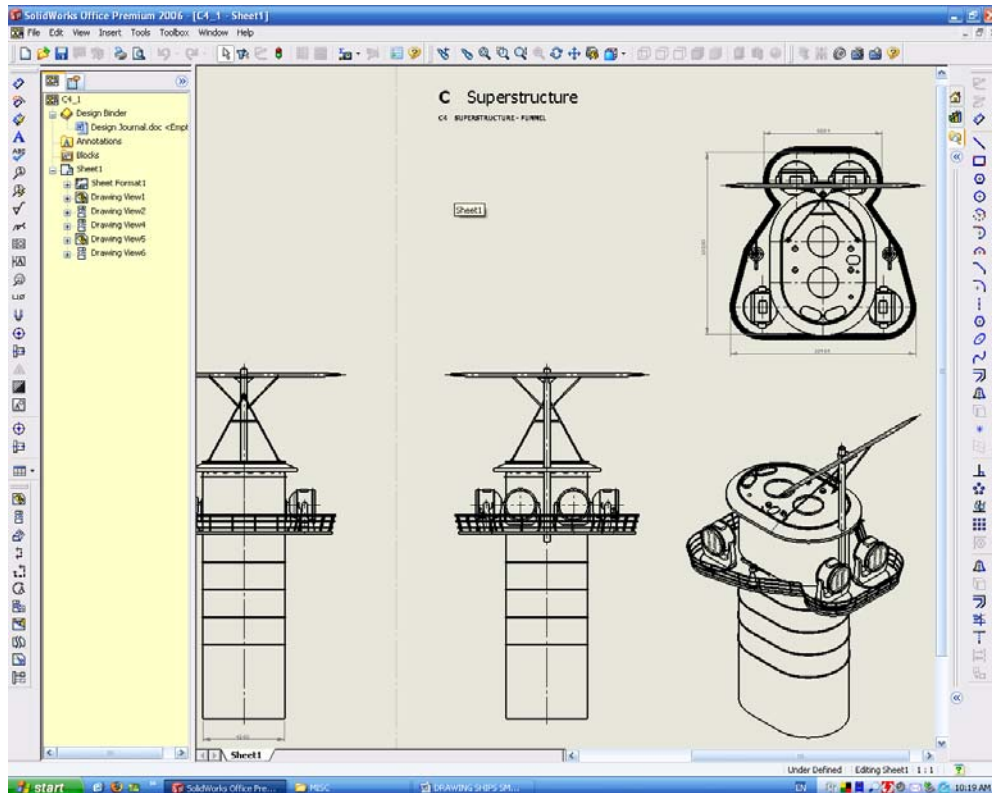 SolidWorks Office Premium 2006 - [C4_1 - Sheet1]
File Edit View Insert Tools Toolbox Window Help
C4_1
Design Binder
Design Journal.doc <Empt
Annotations
Blocks
Sheet1
Sheet Format1
Drawing View1
Drawing View2
Drawing View4
Drawing View5
Drawing View6
C Superstructure
C4 SUPERSTRUCTURE - FUNNEL
Sheet1
Sheet1
Under Defined Editing Sheet1 1 : 1
start
SolidWorks Office Pre...
MISC
DRAWING SHIPS SM...
EN
10:19 AM